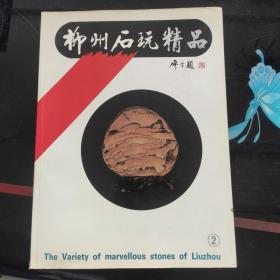 柳州石玩精品
The Variety of marvellous stones of Liuzhou
②